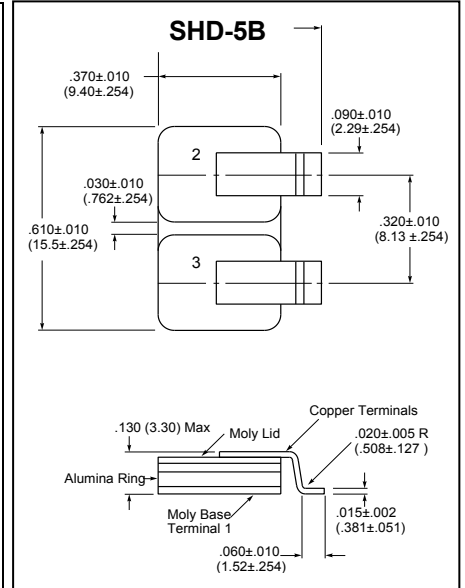 SHD-5B
.370±.010
(9.40±.254)
.090±.010
(2.29±.254)
2
.030±.010
(.762±.254)
.320±.010
(8.13 ±.254)
.610±.010
(15.5±.254)
3
Copper Terminals
.130 (3.30) Max
Moly Lid
.020±.005 R
(.508±.127 )
Alumina Ring
Moly Base
Terminal 1
.015±.002
(.381±.051)
.060±.010
(1.52±.254)